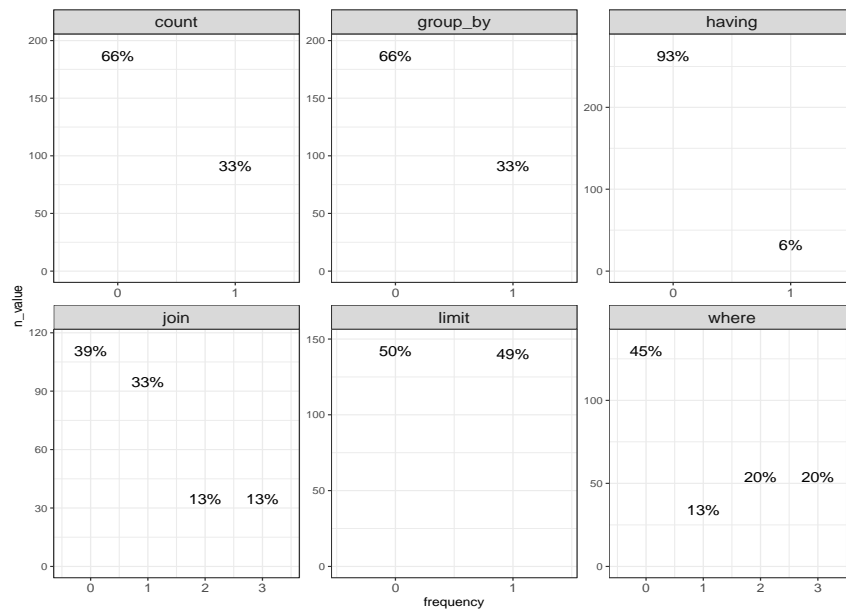 count group_by having
200 66% 66% 93%
200
150 150
200
100 33% 100 33%
100
50 50
6%
0 0 0
0 1 0 1 0 1
n_value
join limit where
120 39% 150 50% 49% 45%
33%
90 100 100
60
20% 20%
50 50
30 13% 13% 13%
0 0 0
0 1 2 3 0 1 0 1 2 3
frequency